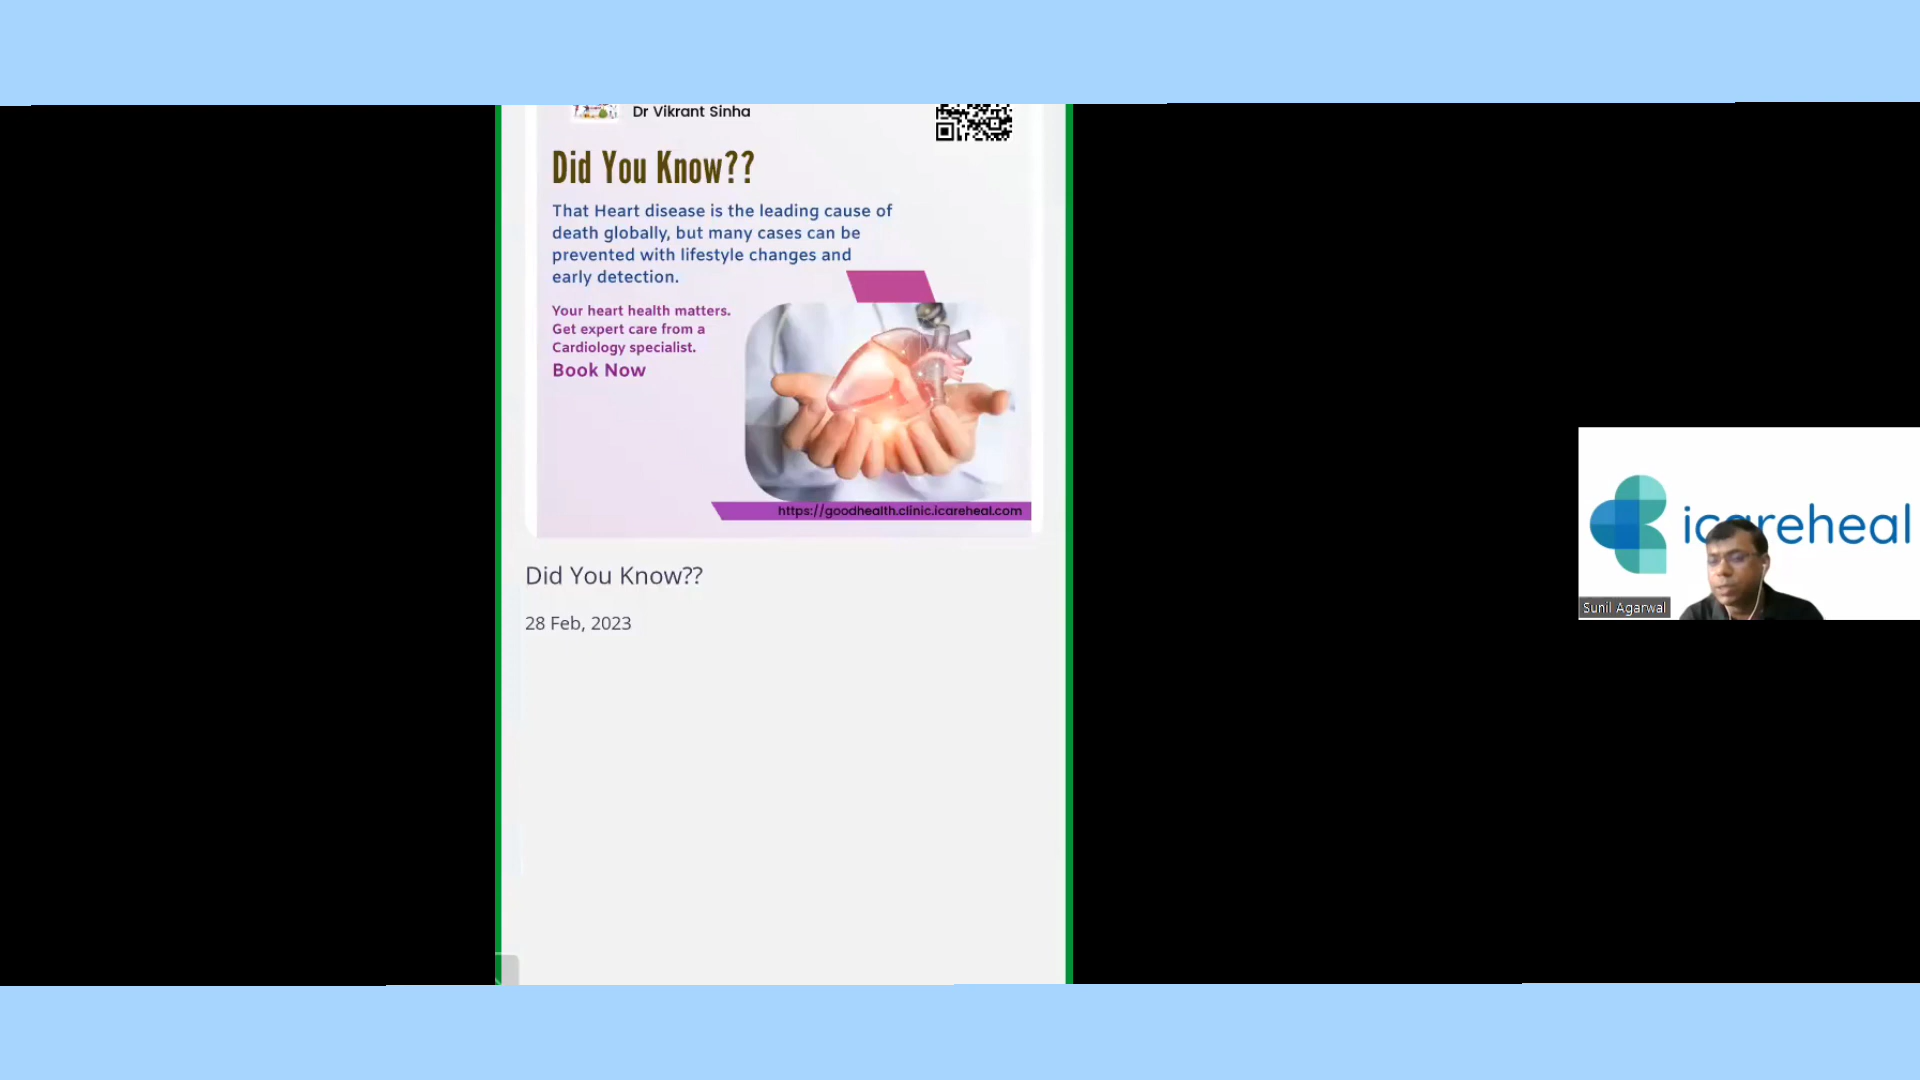 Dr Vikrant Sinha
Did You Know??
That Heart disease is the leading cause of
death globally, but many cases can be
prevented with lifestyle changes and
early detection.
Your heart health matters.
Get expert care from a
Cardiology specialist.
Book Now
https://goodhealth.clinic.icareheal.com
Did You Know??
28 Feb, 2023
icareheal
Sunil Agarwal